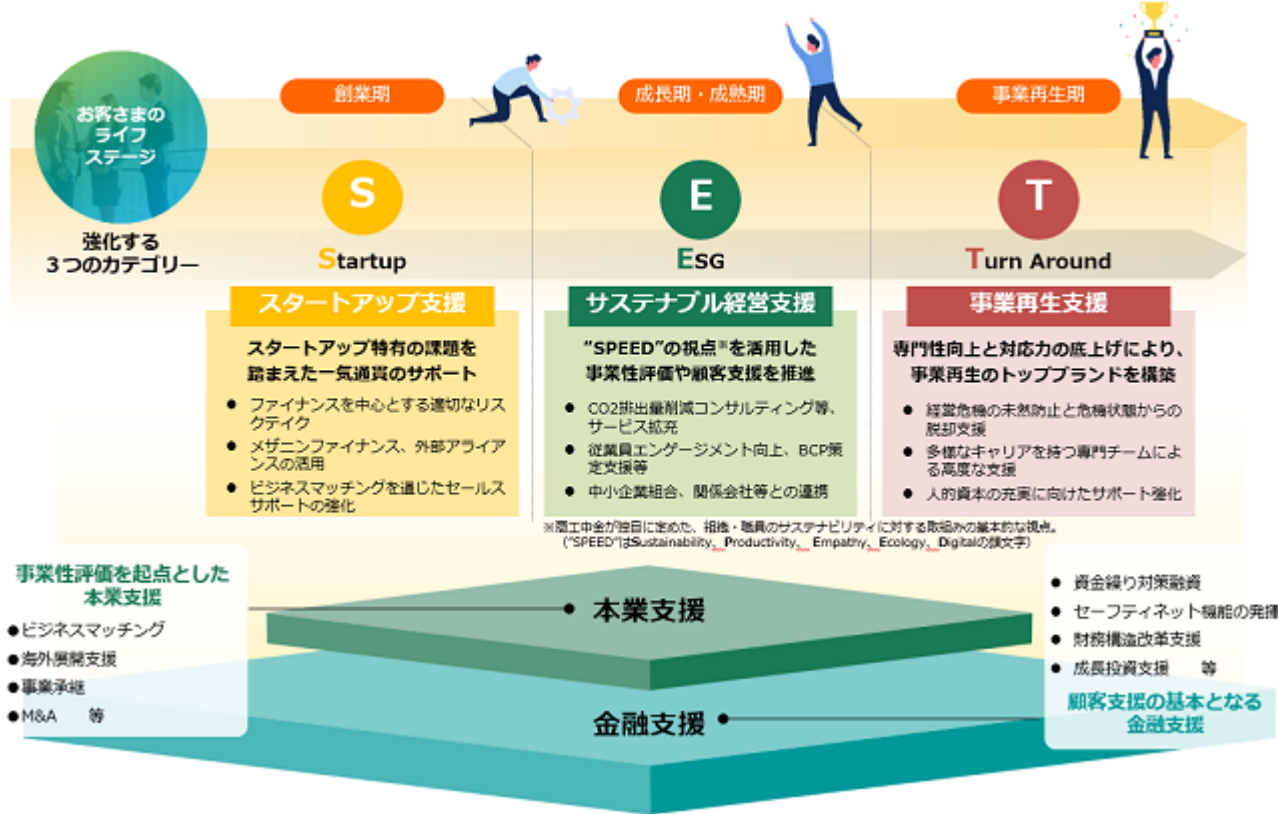 創業期
成長期・成熟期
事業再生期
お客さまの
ライフ
ステージ
強化する
３つのカテゴリー
S
Startup
E
ESG
T
Turn Around
スタートアップ支援
スタートアップ特有の課題を
踏まえた一気通貫のサポート
● ファイナンスを中心とする適切なリス
クテイク
● メザニンファイナンス、外部アライア
ンスの活用
● ビジネスマッチングを通じたセールス
サポートの強化
サステナブル経営支援
“SPEED”の視点※を活用した
事業性評価や顧客支援を推進
● CO2排出量削減コンサルティング等、
サービス拡充
● 従業員エンゲージメント向上、BCP策
定支援等
● 中小企業組合、関係会社等との連携
事業再生支援
専門性向上と対応力の底上げにより、
事業再生のトップブランドを構築
● 経営危機の未然防止と危機状態からの
脱却支援
● 多様なキャリアを持つ専門チームによ
る高度な支援
● 人的資本の充実に向けたサポート強化
※商工中金が独自に定めた、組織・職員のサステナビリティに対する取組みの基本的な視点。
（“SPEED”はSustainability、Productivity、Empathy、Ecology、Digitalの頭文字）
事業性評価を起点とした
本業支援
●ビジネスマッチング
●海外展開支援
●事業承継
●M&A 等
本業支援
金融支援
● 資金繰り対策融資
● セーフティネット機能の発揮
● 財務構造改革支援
● 成長投資支援 等
顧客支援の基本となる
金融支援